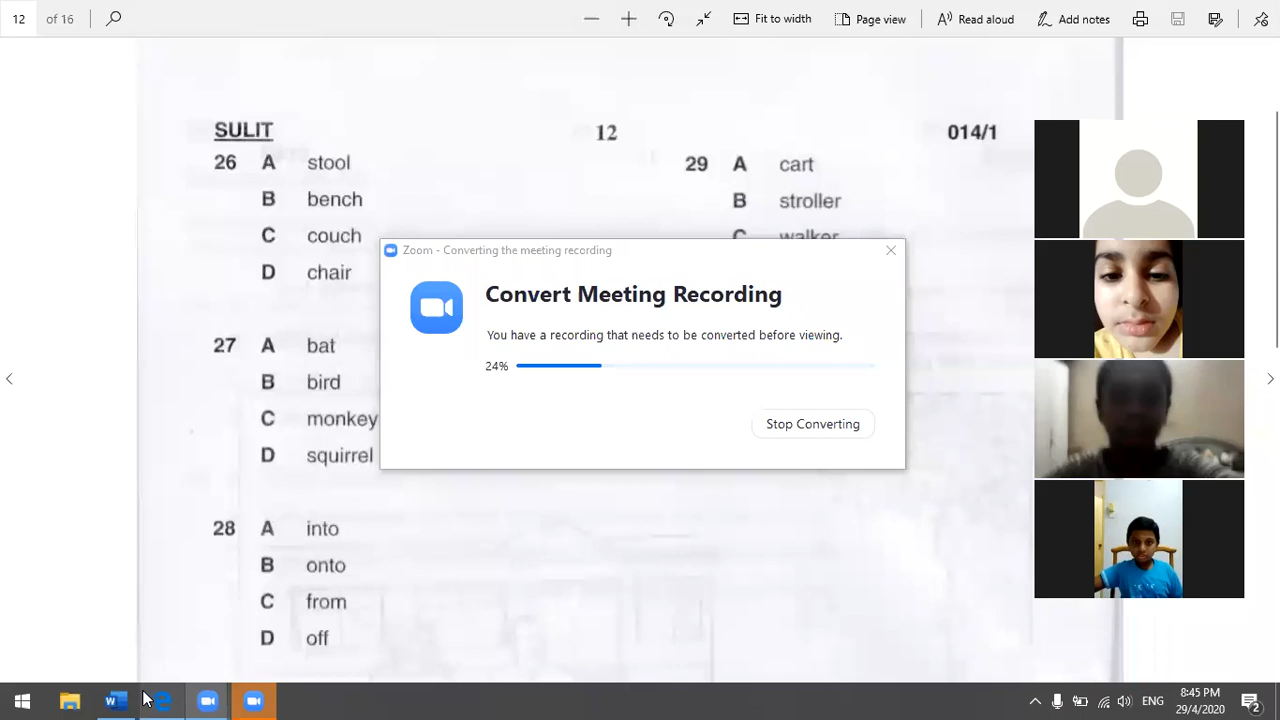 12 of 16
Fit to width
Page view
Read aloud
Add notes
SULIT
12
014/1
26 A stool
B bench
C couch
D chair
27 A bat
B bird
C monkey
D squirrel
28 A into
B onto
C from
D off
29 A cart
B stroller
C walker
Zoom - Converting the meeting recording
Convert Meeting Recording
You have a recording that needs to be converted before viewing.
24%
Stop Converting
ENG
8:45 PM
29/4/2020
2